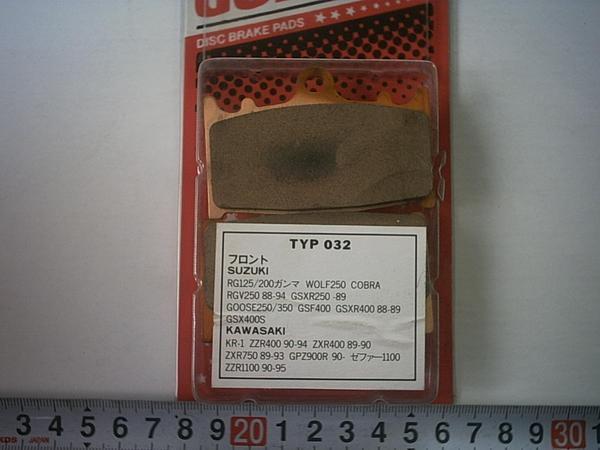 DISC BRAKE PADS
TYP 032
フロント
SUZUKI
RG125/200ガンマ WOLF250 COBRA
RGV250 88-94 GSXR250 -89
GOOSE250/350 GSF400 GSXR400 88-89
GSX400S
KAWASAKI
KR-1 ZZR400 90-94 ZXR400 89-90
ZXR750 89-93 GPZ900R 90- ゼファー1100
ZZR1100 90-95
3 4 5 6 7 8 9 20 1 2 3 4 5 6 7 8 9 30 1
JAPAN